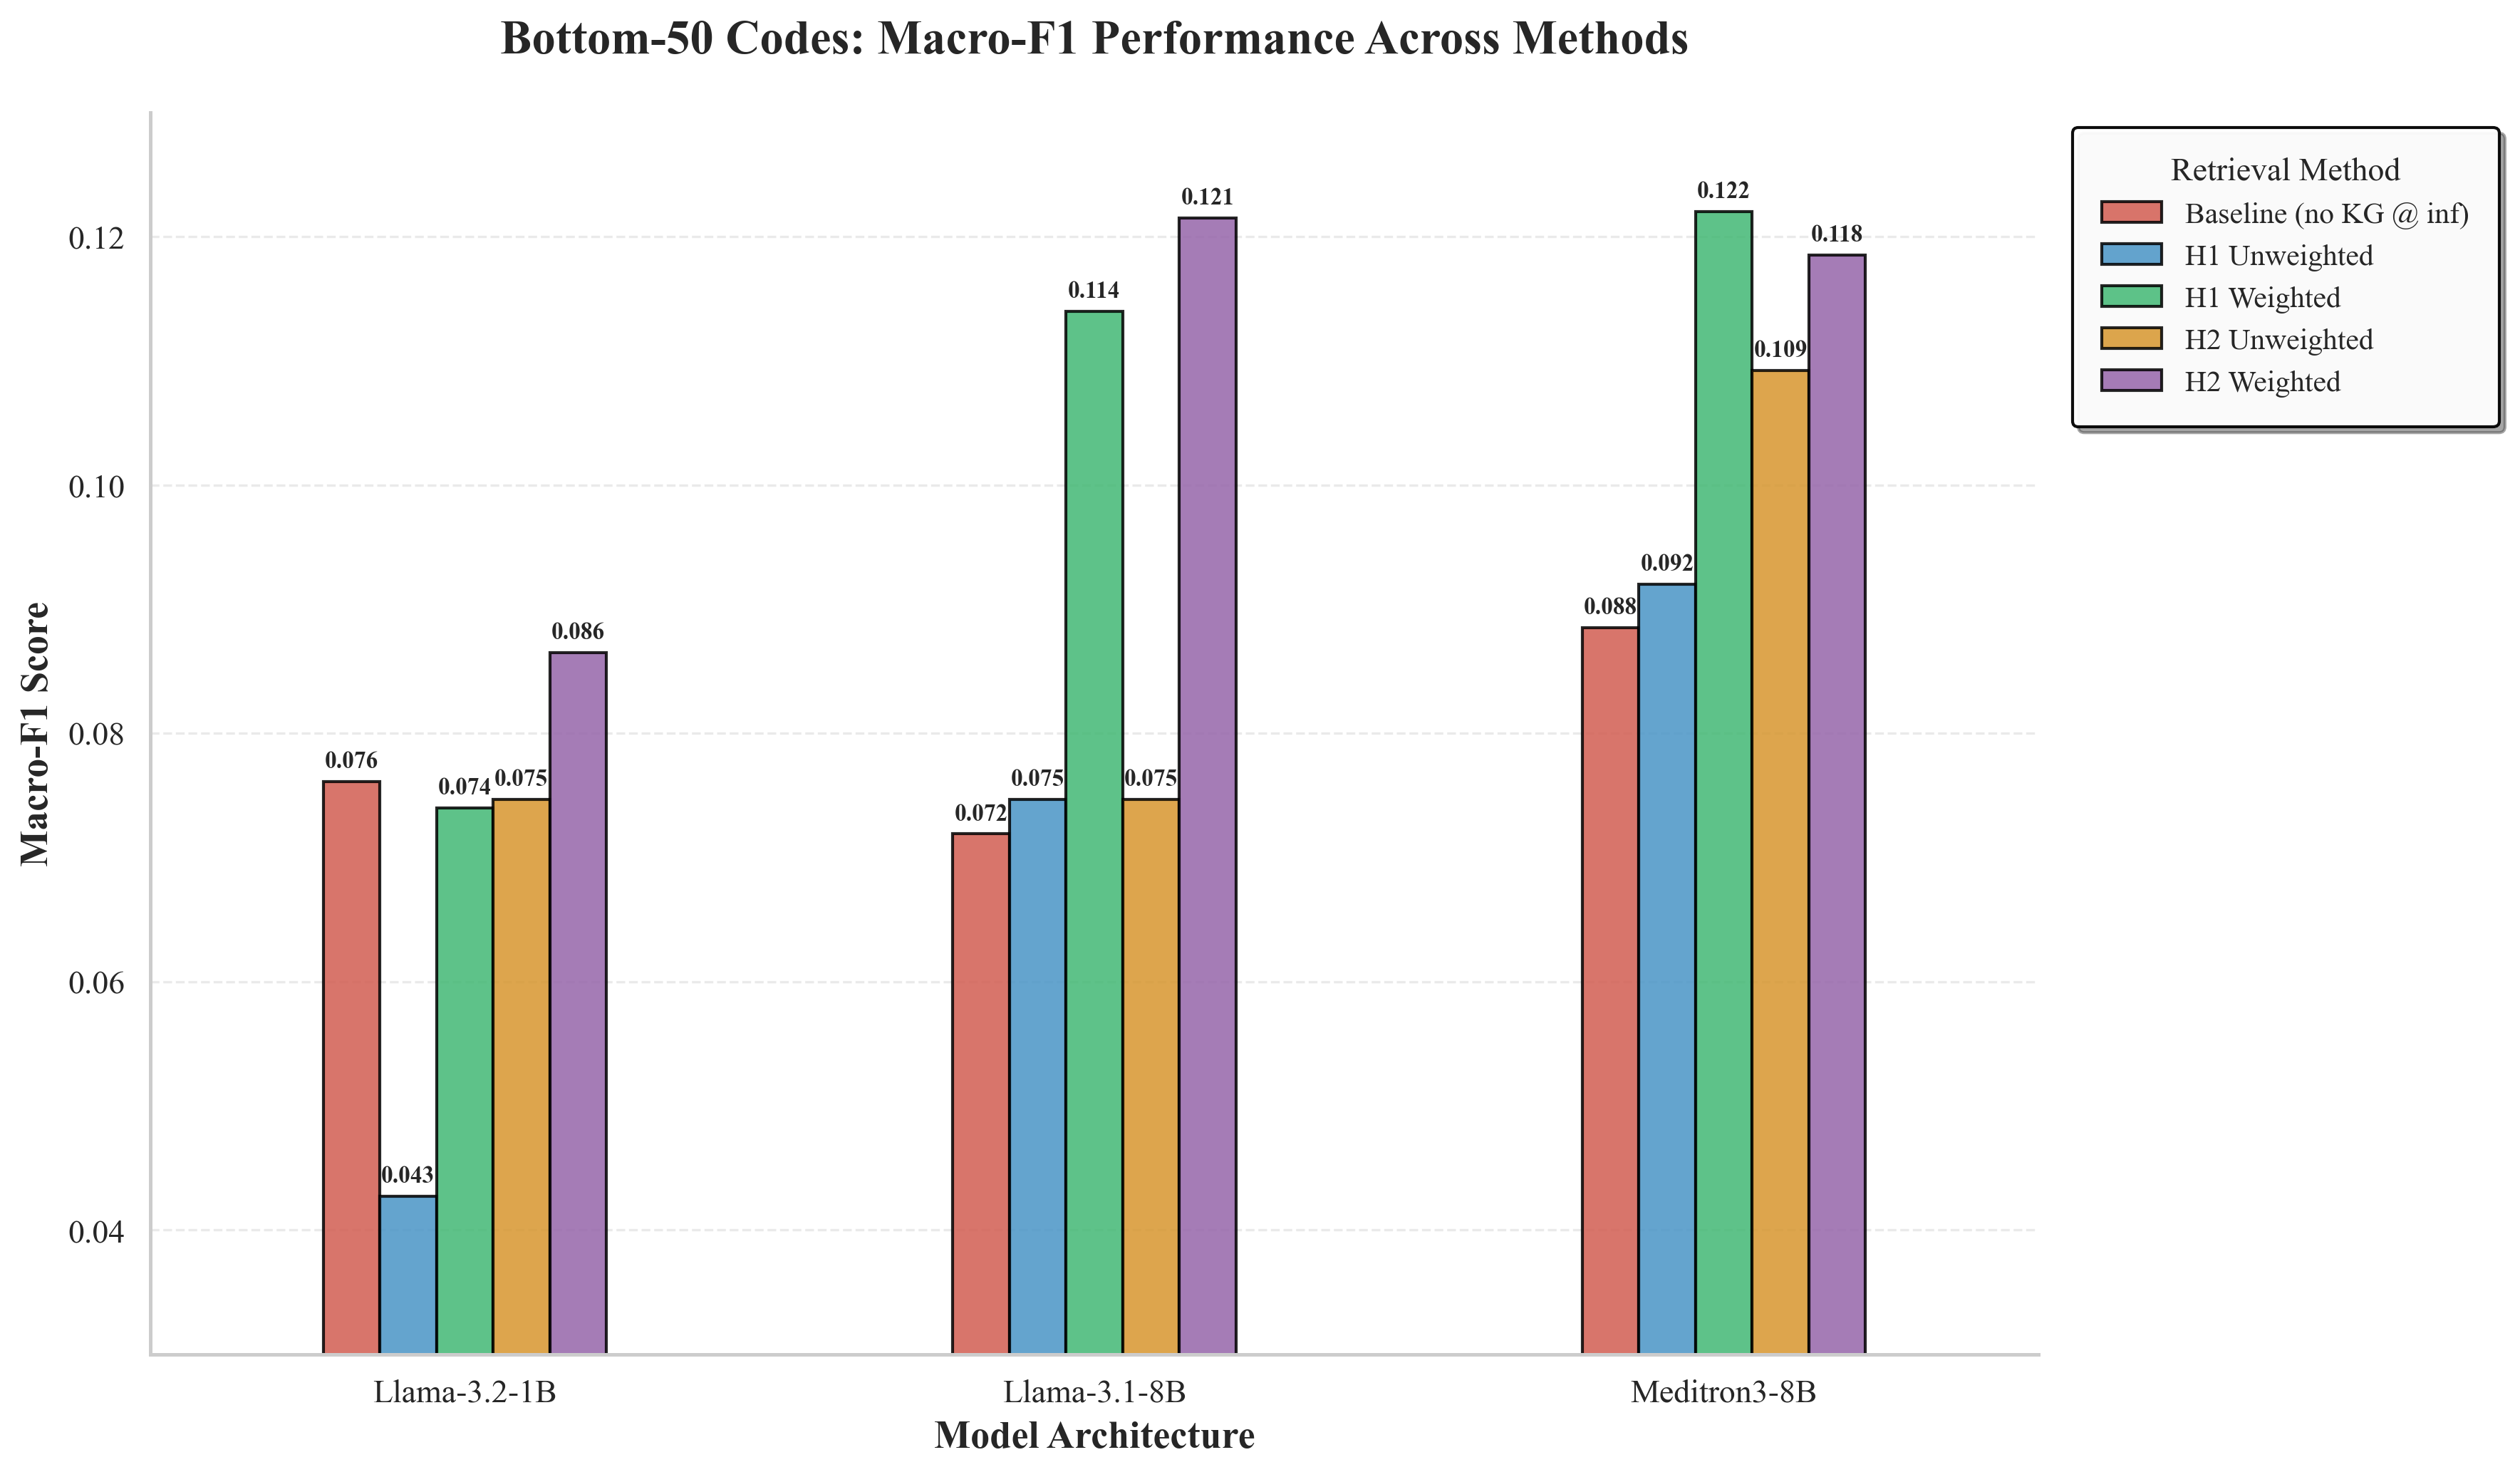 Bottom-50 Codes: Macro-F1 Performance Across Methods
Retrieval Method
Baseline (no KG @ inf)
H1 Unweighted
H1 Weighted
H2 Unweighted
H2 Weighted
Macro-F1 Score
0.12
0.10
0.08
0.06
0.04
0.076
0.043
0.074
0.075
0.086
0.072
0.075
0.114
0.075
0.121
0.088
0.092
0.122
0.109
0.118
Llama-3.2-1B
Llama-3.1-8B
Meditron3-8B
Model Architecture